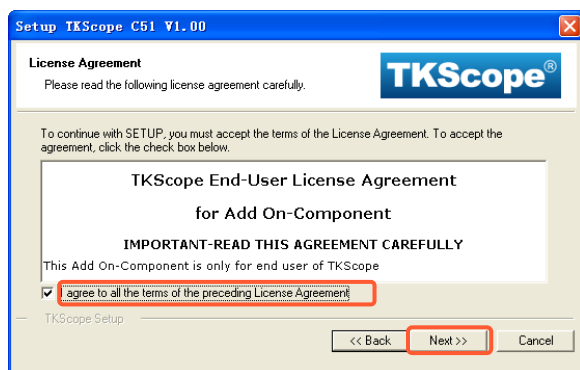 Setup TKScope C51 V1.00
License Agreement
Please read the following license agreement carefully.
TKScope®
To continue with SETUP, you must accept the terms of the License Agreement. To accept the
agreement, click the check box below.
TKScope End-User License Agreement
for Add On-Component
IMPORTANT-READ THIS AGREEMENT CAREFULLY
This Add On-Component is only for end user of TKScope
I agree to all the terms of the preceding License Agreement
TKScope Setup
<< Back
Next >>
Cancel